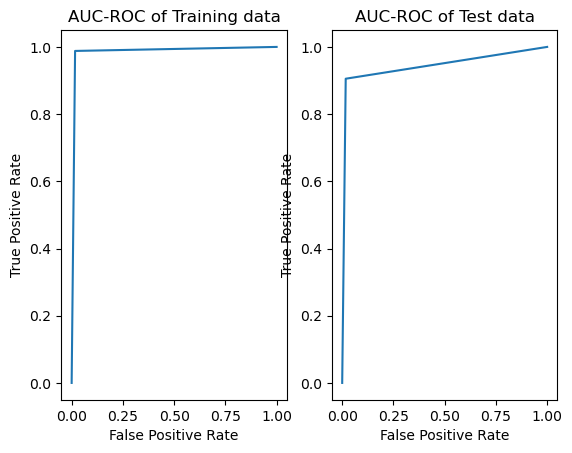 AUC-ROC of Training data
True Positive Rate
1.0
0.8
0.6
0.4
0.2
0.0
0.00 0.25 0.50 0.75 1.00
False Positive Rate
AUC-ROC of Test data
True Positive Rate
1.0
0.8
0.6
0.4
0.2
0.0
0.00 0.25 0.50 0.75 1.00
False Positive Rate